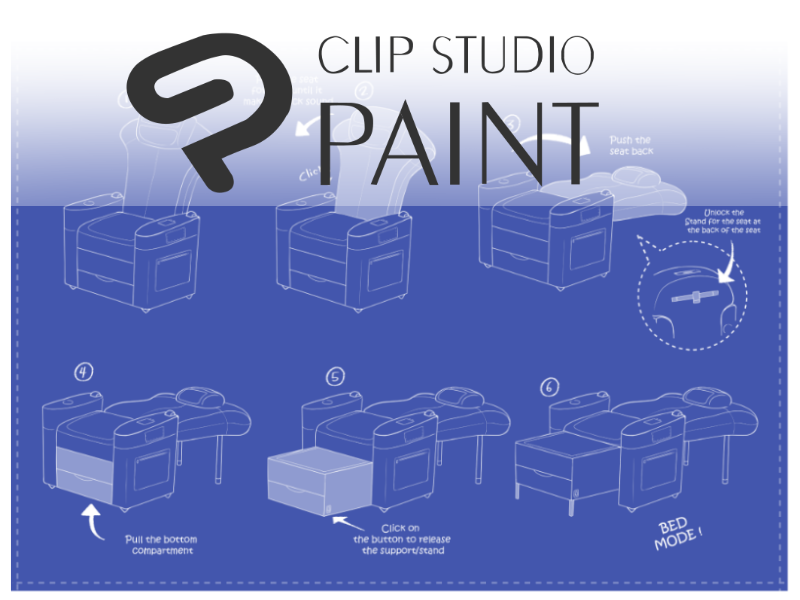 CLIP STUDIO
PAINT
Click
Push the
seat back
Unlock the
Stand for the seat at
the back of the seat
4
5
6
Pull the bottom
compartment
Click on
the button to release
the support/stand
BED
MODE !